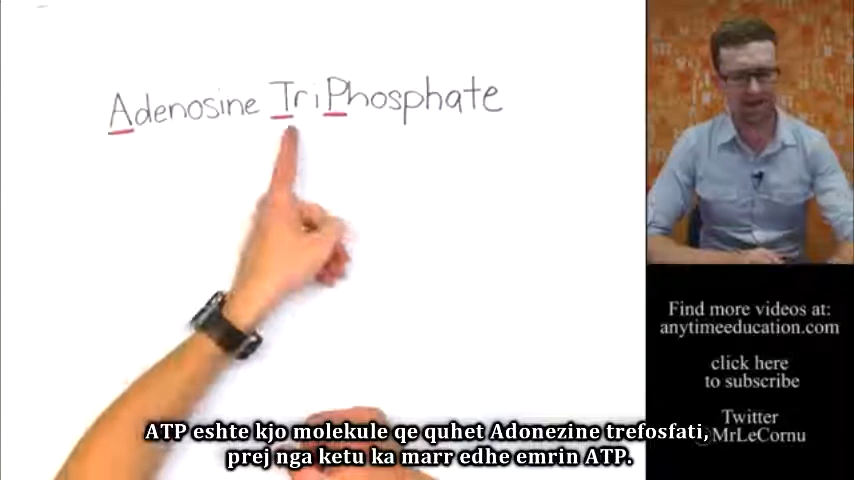 Adenosine TriPhosphate
Find more videos at:
anytimeeducation.com
click here
to subscribe
Twitter
@MrLeCornu
ATP eshte kjo molekule qe quhet Adonezine trefosfati,
prej nga ketu ka marr edhe emrin ATP.